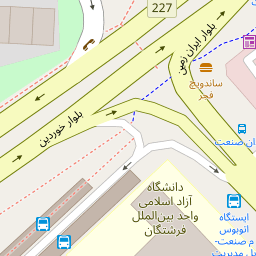 227
بلوار ایران زمین
ساندویچ
فجر
بلوار خوردین
دانشگاه
آزاد اسلامی
واحد بین‌الملل
فرشتگان
ایستگاه
اتوبوس